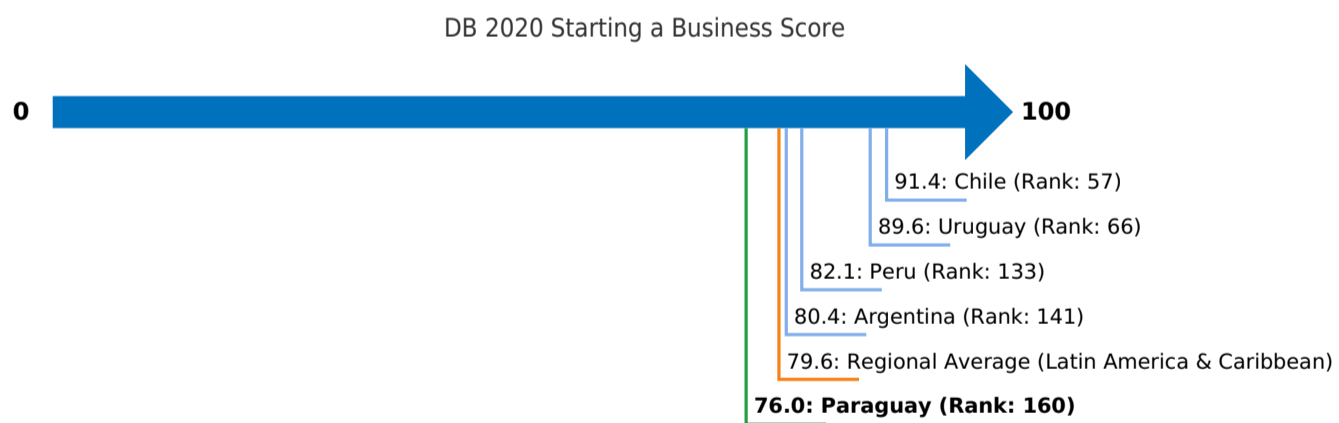 DB 2020 Starting a Business Score
0
100
91.4: Chile (Rank: 57)
89.6: Uruguay (Rank: 66)
82.1: Peru (Rank: 133)
80.4: Argentina (Rank: 141)
79.6: Regional Average (Latin America & Caribbean)
76.0: Paraguay (Rank: 160)